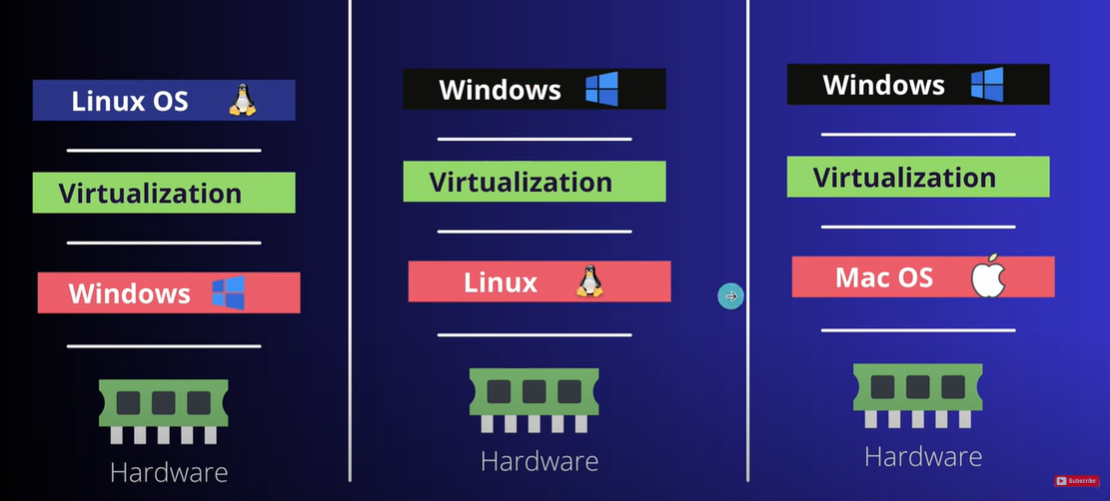 Linux OS
Virtualization
Windows
Hardware
Windows
Virtualization
Linux
Hardware
Windows
Virtualization
Mac OS
Hardware
Subscribe